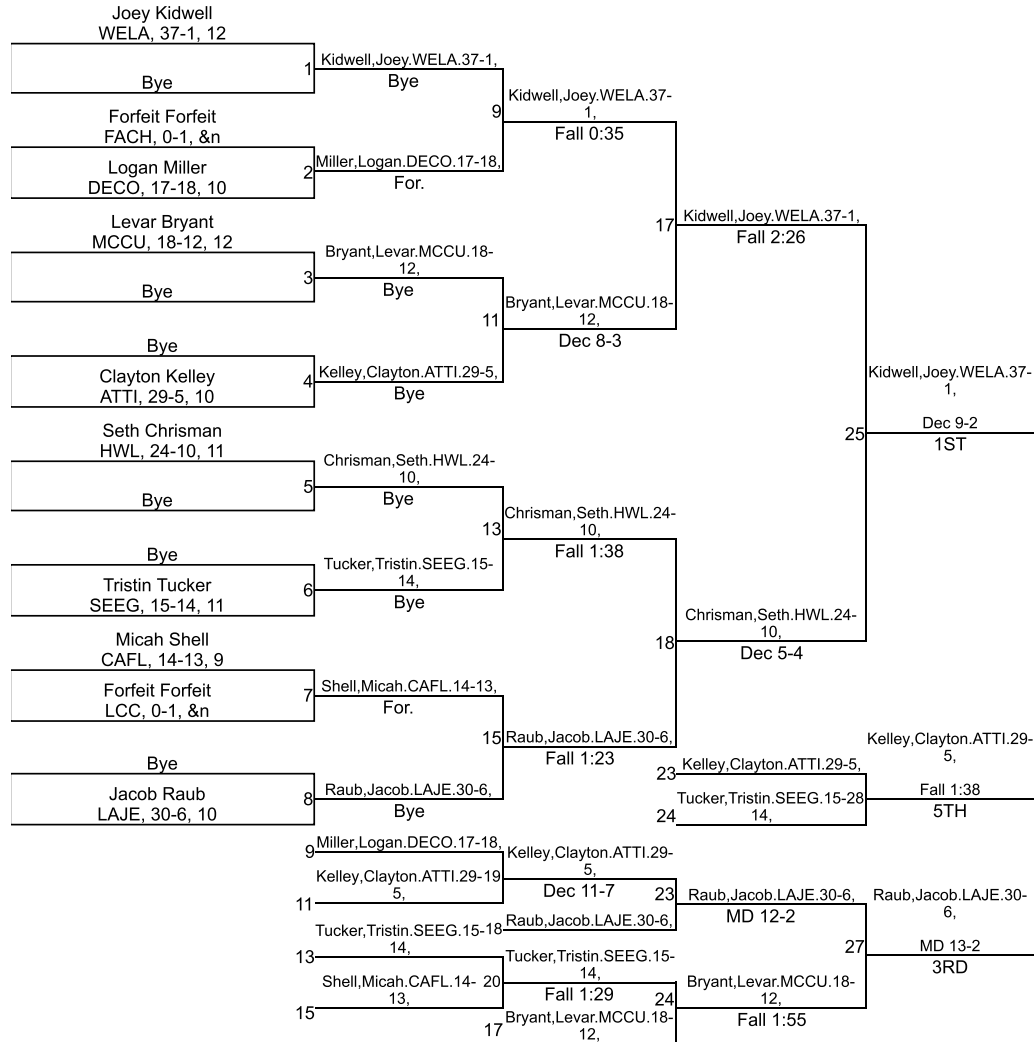 Joey Kidwell
WELA, 37-1, 12
Bye
1
Kidwell,Joey.WELA.37-1,
Bye
Forfeit Forfeit
FACH, 0-1, &n
Logan Miller
DECO, 17-18, 10
2
Miller,Logan.DECO.17-18,
For.
9
Kidwell,Joey.WELA.37-
1,
Fall 0:35
Levar Bryant
MCCU, 18-12, 12
Bye
3
Bryant,Levar.MCCU.18-
12,
Bye
Bye
Clayton Kelley
ATTI, 29-5, 10
4
Kelley,Clayton.ATTI.29-5,
Bye
11
Bryant,Levar.MCCU.18-
12,
Dec 8-3
17
Kidwell,Joey.WELA.37-1,
Fall 2:26
Seth Chrisman
HWL, 24-10, 11
Bye
5
Chrisman,Seth.HWL.24-
10,
Bye
Bye
Tristin Tucker
SEEG, 15-14, 11
6
Tucker,Tristin.SEEG.15-
14,
Bye
13
Chrisman,Seth.HWL.24-
10,
Fall 1:38
Micah Shell
CAFL, 14-13, 9
Forfeit Forfeit
LCC, 0-1, &n
7
Shell,Micah.CAFL.14-13,
For.
Bye
Jacob Raub
LAJE, 30-6, 10
8
Raub,Jacob.LAJE.30-6,
Bye
15
Raub,Jacob.LAJE.30-6,
Fall 1:23
18
Chrisman,Seth.HWL.24-
10,
Dec 5-4
25
Kidwell,Joey.WELA.37-
1,
Dec 9-2
1ST
23
Kelley,Clayton.ATTI.29-5,
24
Tucker,Tristin.SEEG.15-28
14,
Kelley,Clayton.ATTI.29-
5,
Fall 1:38
5TH
9
Miller,Logan.DECO.17-18,
11
Kelley,Clayton.ATTI.29-19
5,
Kelley,Clayton.ATTI.29-
5,
Dec 11-7
18
Raub,Jacob.LAJE.30-6,
23
Raub,Jacob.LAJE.30-6,
MD 12-2
13
Tucker,Tristin.SEEG.15-
14,
15
Shell,Micah.CAFL.14-
13,
20
Tucker,Tristin.SEEG.15-
14,
Fall 1:29
17
Bryant,Levar.MCCU.18-
12,
24
Bryant,Levar.MCCU.18-
12,
Fall 1:55
27
Raub,Jacob.LAJE.30-
6,
MD 13-2
3RD